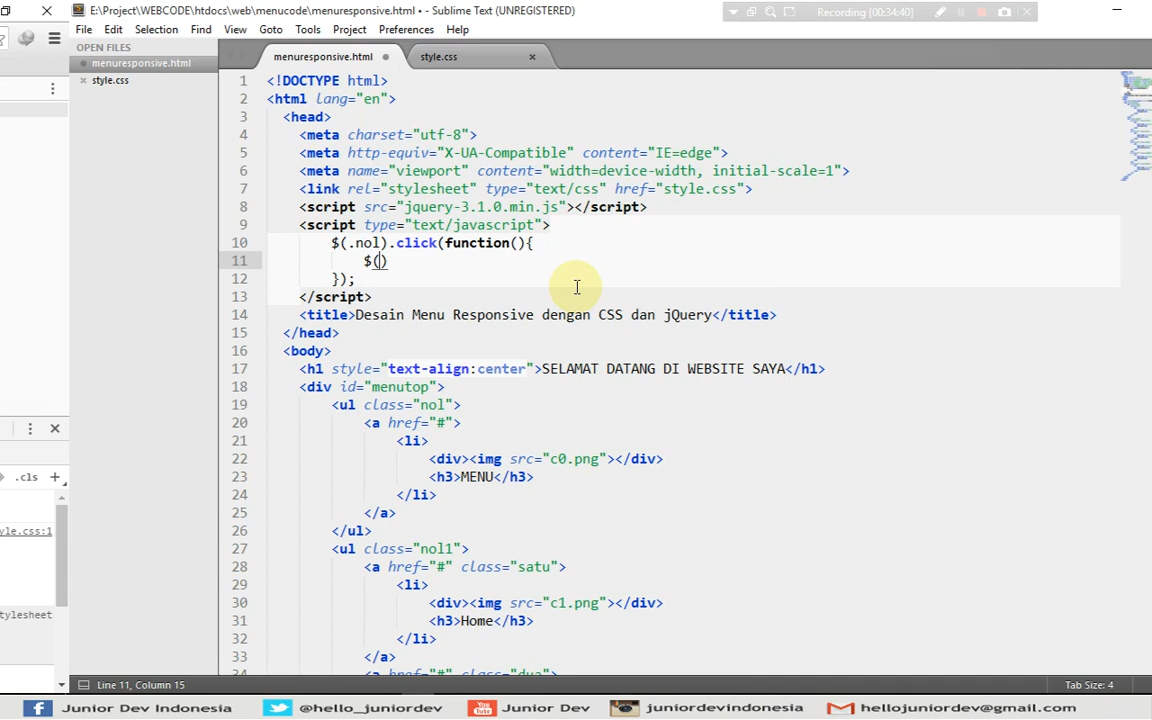 E:\Project\WEBCODE\htdocs\web\menucode\menuresponsive.html • - Sublime Text (UNREGISTERED)
Recording [00:34:40]
File Edit Selection Find View Goto Tools Project Preferences Help
OPEN FILES
menuresponsive.html
style.css
menuresponsive.html
style.css
1 <!DOCTYPE html>
2 <html lang="en">
3 <head>
4 <meta charset="utf-8">
5 <meta http-equiv="X-UA-Compatible" content="IE=edge">
6 <meta name="viewport" content="width=device-width, initial-scale=1">
7 <link rel="stylesheet" type="text/css" href="style.css">
8 <script src="jquery-3.1.0.min.js"></script>
9 <script type="text/javascript">
10 $(.nol).click(function(){
11 $()
12 });
13 </script>
14 <title>Desain Menu Responsive dengan CSS dan jQuery</title>
15 </head>
16 <body>
17 <h1 style="text-align:center">SELAMAT DATANG DI WEBSITE SAYA</h1>
18 <div id="menutop">
19 <ul class="nol">
20 <a href="#">
21 <li>
22 <div><img src="c0.png"></div>
23 <h3>MENU</h3>
24 </li>
25 </a>
26 </ul>
27 <ul class="nol1">
28 <a href="#" class="satu">
29 <li>
30 <div><img src="c1.png"></div>
31 <h3>Home</h3>
32 </li>
33 </a>
34 <a href="#" class="dua">
.cls +
yle.css:1
tylesheet
Line 11, Column 15
Tab Size: 4
Junior Dev Indonesia
@hello_juniordev
Junior Dev
juniordevindonesia
hellojuniordev@gmail.com